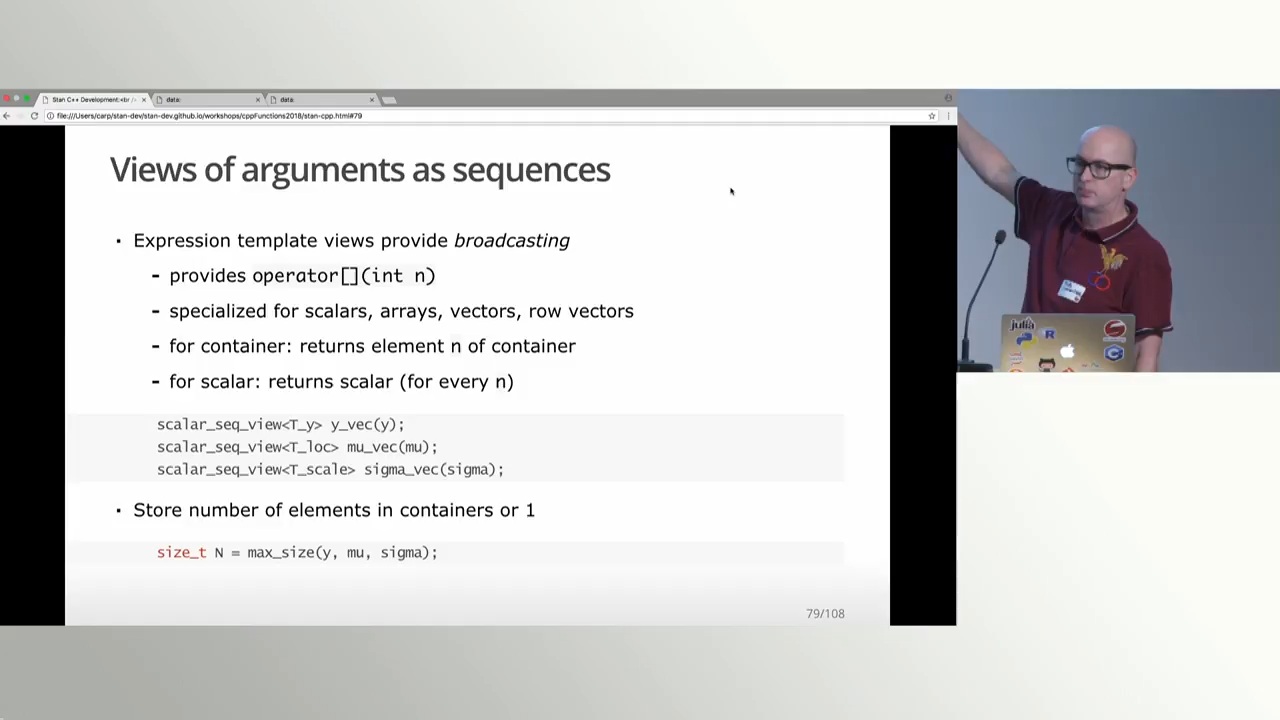 Stan C++ Development:<br />
data:
data:
file:///Users/carp/stan-dev/stan-dev.github.io/workshops/cppFunctions2018/stan-cpp.html#79
Views of arguments as sequences
· Expression template views provide broadcasting
- provides operator[](int n)
- specialized for scalars, arrays, vectors, row vectors
- for container: returns element n of container
- for scalar: returns scalar (for every n)
scalar_seq_view<T_y> y_vec(y);
scalar_seq_view<T_loc> mu_vec(mu);
scalar_seq_view<T_scale> sigma_vec(sigma);
· Store number of elements in containers or 1
size_t N = max_size(y, mu, sigma);
79/108
julia
R
C